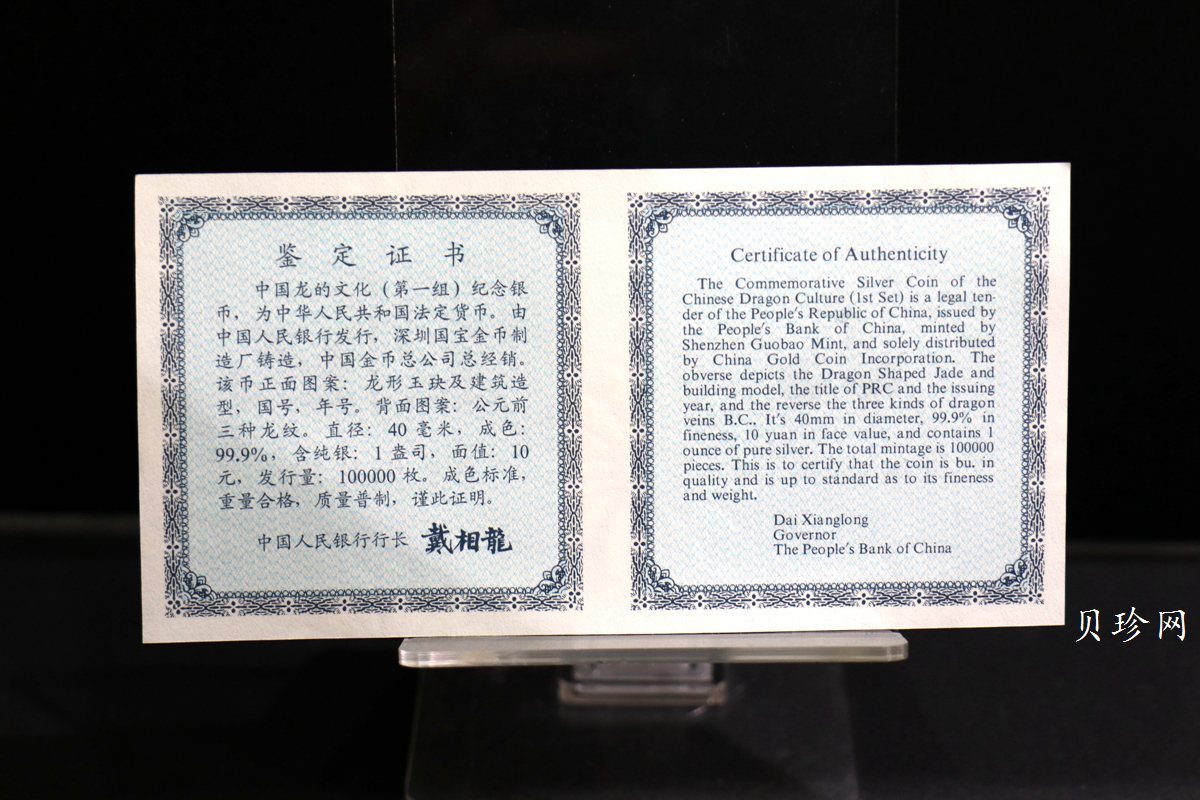 鉴定证书
中国龙的文化（第一组）纪念银
币，为中华人民共和国法定货币。由
中国人民银行发行，深圳国宝金币制
造厂铸造，中国金币总公司总经销。
该币正面图案：龙形玉玦及建筑造
型，国号，年号。背面图案：公元前
三种龙纹。直径：40毫米，成色：
99.9%，含纯银：1盎司，面值：10
元，发行量：100000枚。成色标准，
重量合格，质量普制，谨此证明。
中国人民银行行长 戴相龍
Certificate of Authenticity
The Commemorative Silver Coin of the
Chinese Dragon Culture (1st Set) is a legal ten-
der of the People's Republic of China, issued by
the People's Bank of China, minted by
Shenzhen Guobao Mint, and solely distributed
by China Gold Coin Incorporation. The
obverse depicts the Dragon Shaped Jade and
building model, the title of PRC and the issuing
year, and the reverse the three kinds of dragon
veins B.C.. It's 40mm in diameter, 99.9% in
fineness, 10 yuan in face value, and contains 1
ounce of pure silver. The total mintage is 100000
pieces. This is to certify that the coin is bu. in
quality and is up to standard as to its fineness
and weight.
Dai Xianglong
Governor
The People's Bank of China
贝珍网